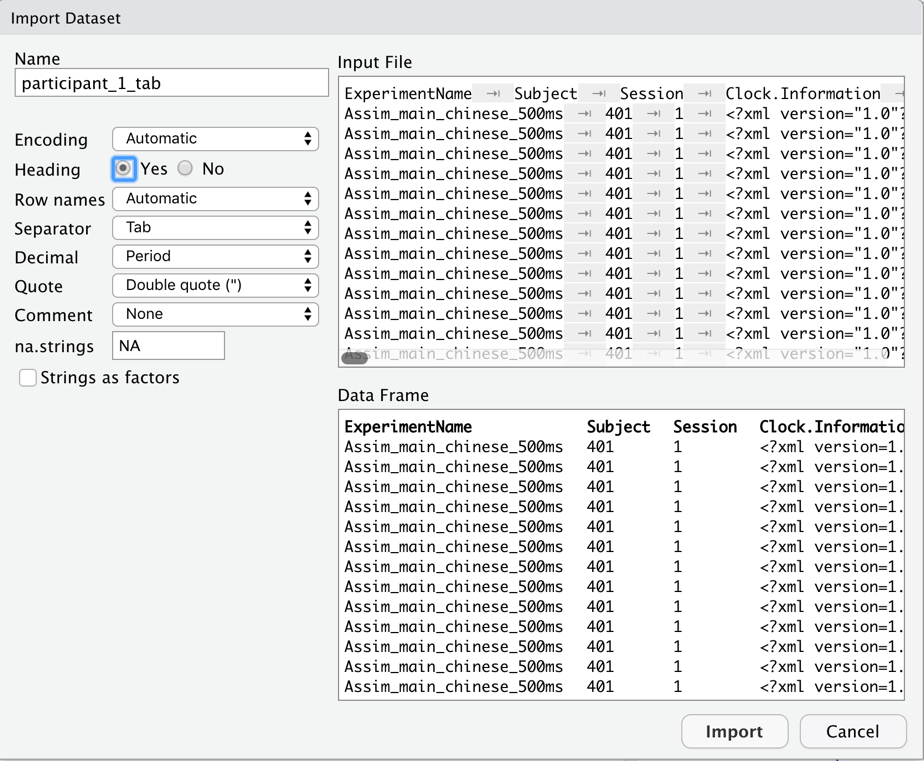 Import Dataset
Name
participant_1_tab
Encoding Automatic
Heading Yes No
Row names Automatic
Separator Tab
Decimal Period
Quote Double quote (")
Comment None
na.strings NA
Strings as factors
Input File
ExperimentName ⇥ Subject ⇥ Session ⇥ Clock.Information ⇥
Assim_main_chinese_500ms ⇥ 401 ⇥ 1 ⇥ <?xml version="1.0"?
Assim_main_chinese_500ms ⇥ 401 ⇥ 1 ⇥ <?xml version="1.0"?
Assim_main_chinese_500ms ⇥ 401 ⇥ 1 ⇥ <?xml version="1.0"?
Assim_main_chinese_500ms ⇥ 401 ⇥ 1 ⇥ <?xml version="1.0"?
Assim_main_chinese_500ms ⇥ 401 ⇥ 1 ⇥ <?xml version="1.0"?
Assim_main_chinese_500ms ⇥ 401 ⇥ 1 ⇥ <?xml version="1.0"?
Assim_main_chinese_500ms ⇥ 401 ⇥ 1 ⇥ <?xml version="1.0"?
Assim_main_chinese_500ms ⇥ 401 ⇥ 1 ⇥ <?xml version="1.0"?
Assim_main_chinese_500ms ⇥ 401 ⇥ 1 ⇥ <?xml version="1.0"?
Assim_main_chinese_500ms ⇥ 401 ⇥ 1 ⇥ <?xml version="1.0"?
Assim_main_chinese_500ms ⇥ 401 ⇥ 1 ⇥ <?xml version="1.0"?
Assim_main_chinese_500ms ⇥ 401 ⇥ 1 ⇥ <?xml version="1.0"?
Assim_main_chinese_500ms ⇥ 401 ⇥ 1 ⇥ <?xml version="1.0"?
Data Frame
ExperimentName Subject Session Clock.Informatio
Assim_main_chinese_500ms 401 1 <?xml version=1.
Assim_main_chinese_500ms 401 1 <?xml version=1.
Assim_main_chinese_500ms 401 1 <?xml version=1.
Assim_main_chinese_500ms 401 1 <?xml version=1.
Assim_main_chinese_500ms 401 1 <?xml version=1.
Assim_main_chinese_500ms 401 1 <?xml version=1.
Assim_main_chinese_500ms 401 1 <?xml version=1.
Assim_main_chinese_500ms 401 1 <?xml version=1.
Assim_main_chinese_500ms 401 1 <?xml version=1.
Assim_main_chinese_500ms 401 1 <?xml version=1.
Assim_main_chinese_500ms 401 1 <?xml version=1.
Assim_main_chinese_500ms 401 1 <?xml version=1.
Assim_main_chinese_500ms 401 1 <?xml version=1.
Import Cancel